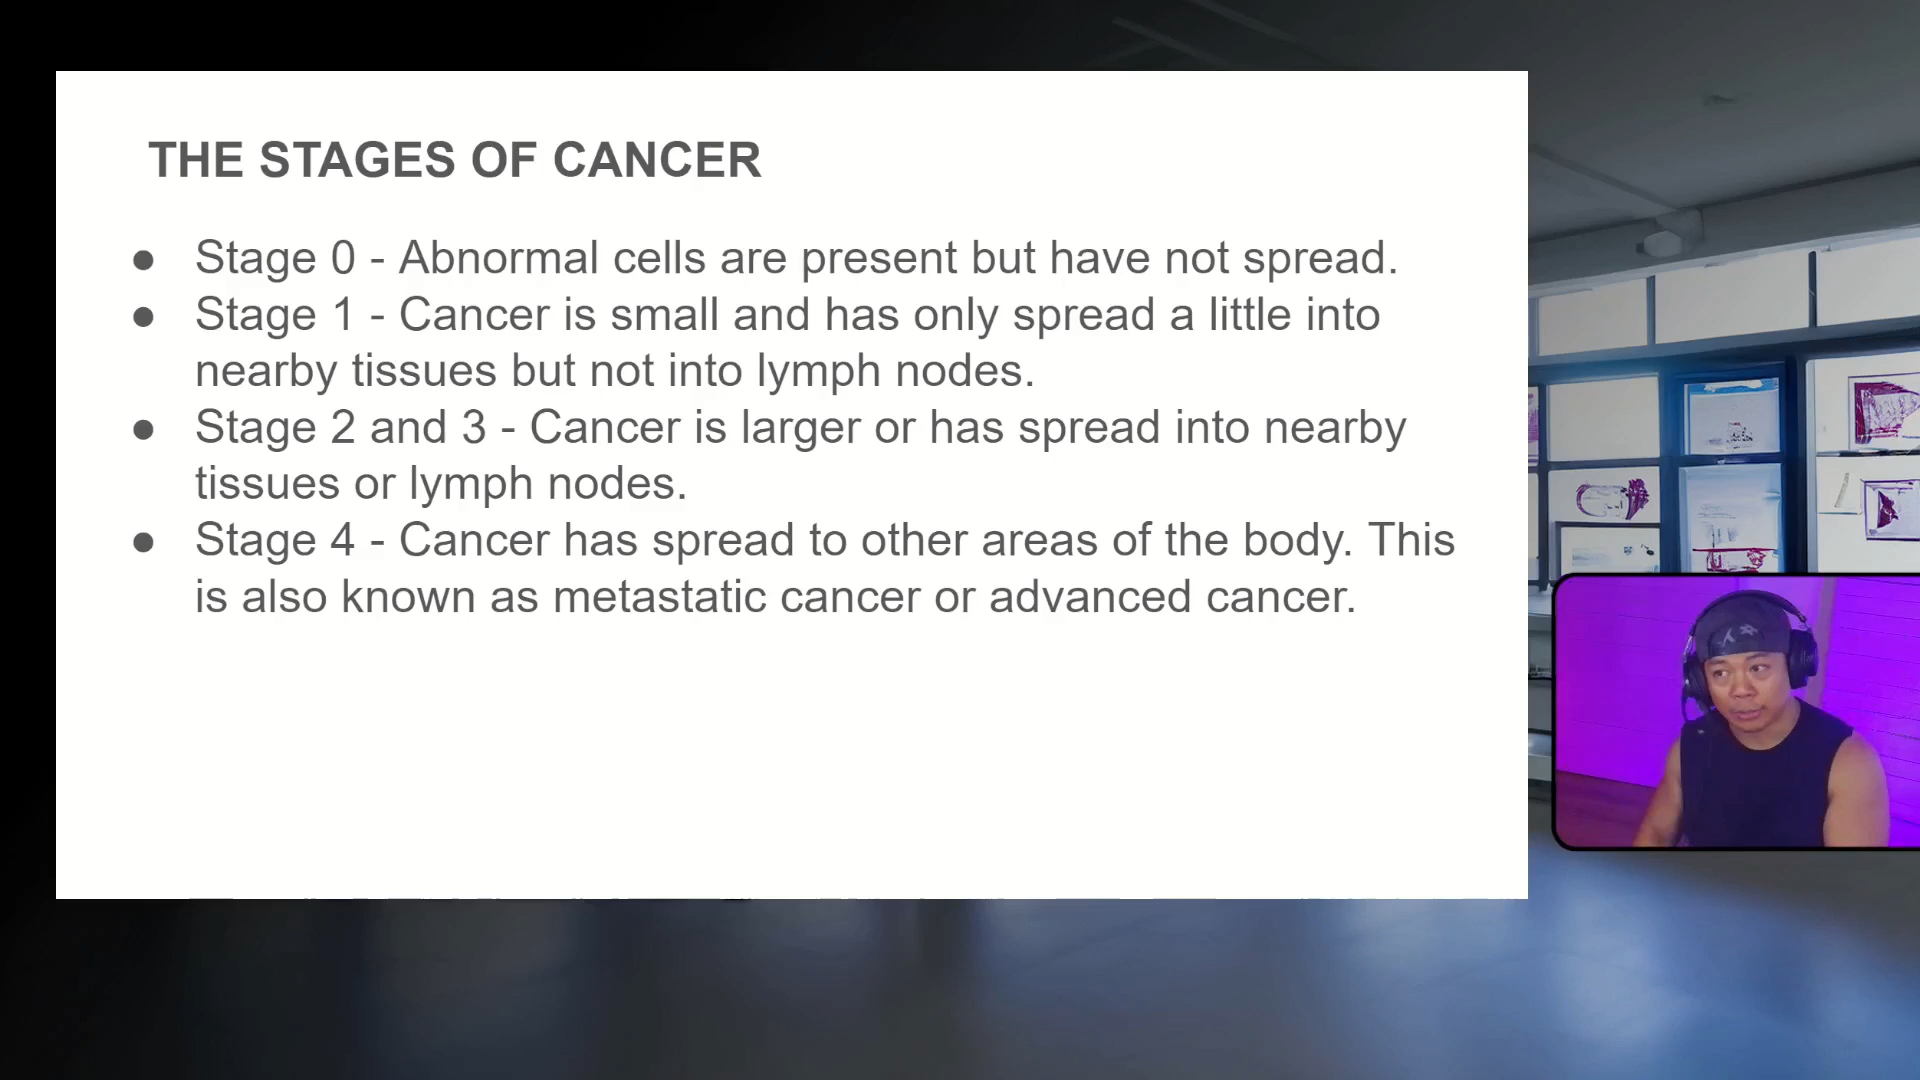 THE STAGES OF CANCER
● Stage 0 - Abnormal cells are present but have not spread.
● Stage 1 - Cancer is small and has only spread a little into
nearby tissues but not into lymph nodes.
● Stage 2 and 3 - Cancer is larger or has spread into nearby
tissues or lymph nodes.
● Stage 4 - Cancer has spread to other areas of the body. This
is also known as metastatic cancer or advanced cancer.